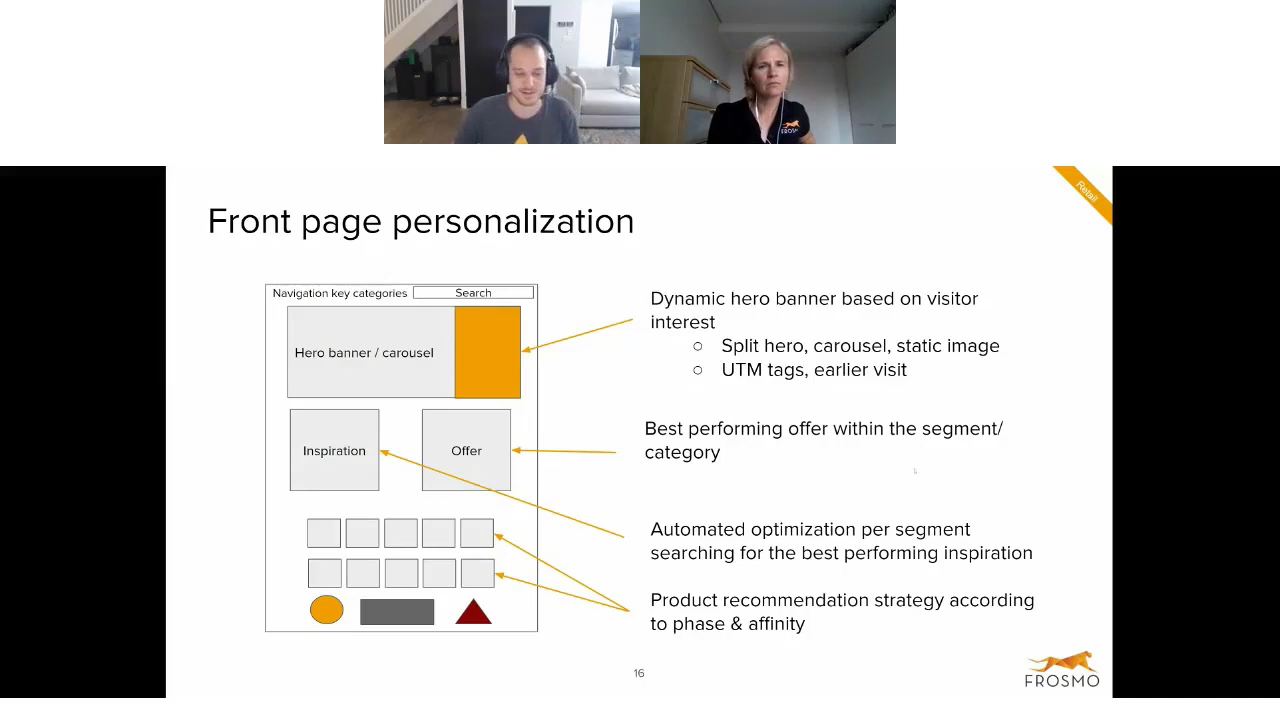 FROSMO
Retail
Front page personalization
Navigation key categories
Search
Hero banner / carousel
Inspiration
Offer
Dynamic hero banner based on visitor
interest
○ Split hero, carousel, static image
○ UTM tags, earlier visit
Best performing offer within the segment/
category
Automated optimization per segment
searching for the best performing inspiration
Product recommendation strategy according
to phase & affinity
16
FROSMO